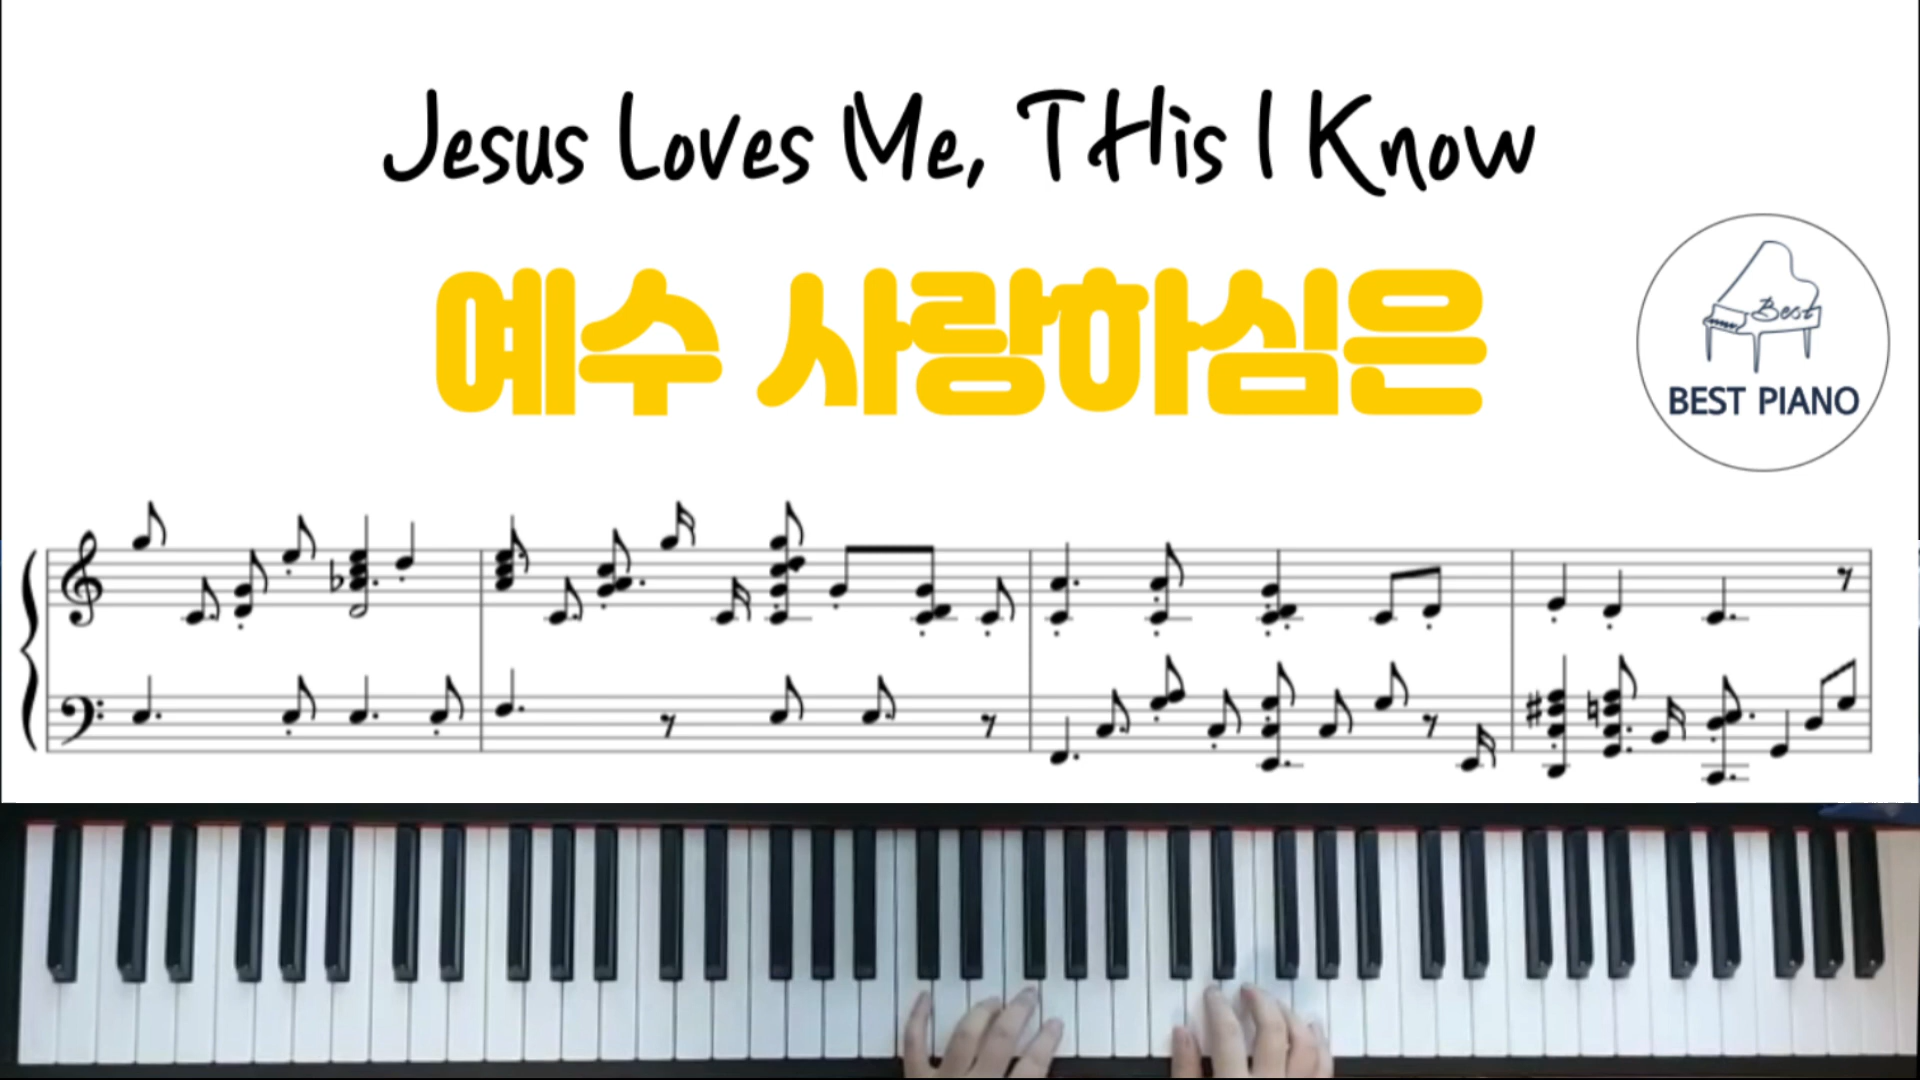 Jesus Loves Me, THis I Know
예수 사랑하심은
Best
BEST PIANO